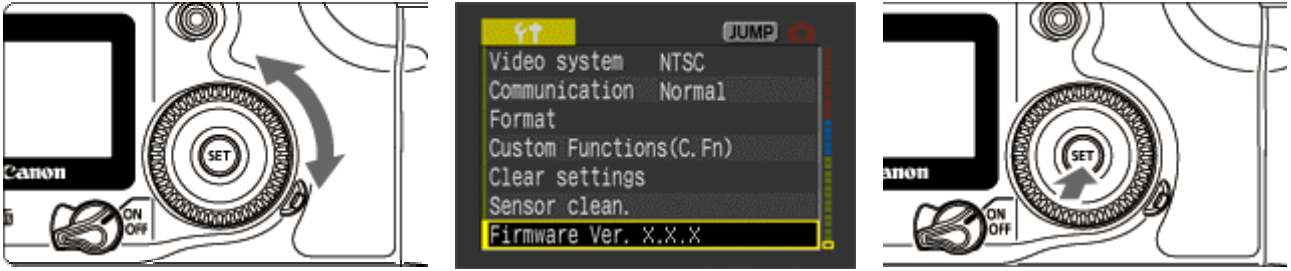 SET
Canon
ON
OFF
JUMP
Video system NTSC
Communication Normal
Format
Custom Functions(C.Fn)
Clear settings
Sensor clean.
Firmware Ver. X.X.X
SET
anon
ON
OFF